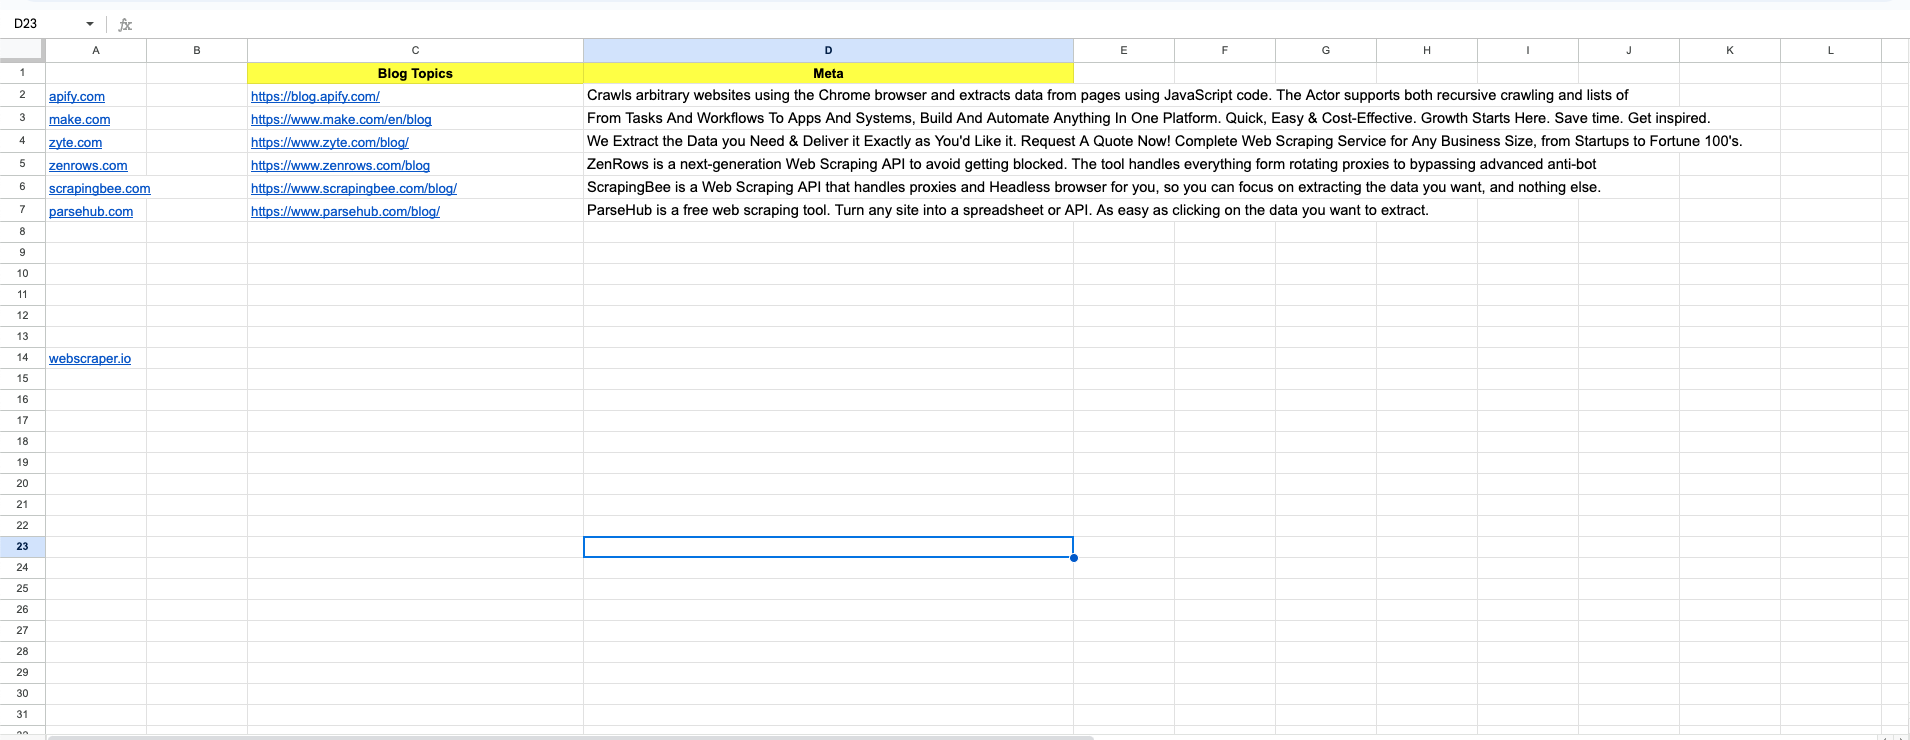 D23 fx
A B C D E F G H I J K L
1 Blog Topics Meta
2 apify.com https://blog.apify.com/ Crawls arbitrary websites using the Chrome browser and extracts data from pages using JavaScript code. The Actor supports both recursive crawling and lists of
3 make.com https://www.make.com/en/blog From Tasks And Workflows To Apps And Systems, Build And Automate Anything In One Platform. Quick, Easy & Cost-Effective. Growth Starts Here. Save time. Get inspired.
4 zyte.com https://www.zyte.com/blog/ We Extract the Data you Need & Deliver it Exactly as You'd Like it. Request A Quote Now! Complete Web Scraping Service for Any Business Size, from Startups to Fortune 100's.
5 zenrows.com https://www.zenrows.com/blog ZenRows is a next-generation Web Scraping API to avoid getting blocked. The tool handles everything form rotating proxies to bypassing advanced anti-bot
6 scrapingbee.com https://www.scrapingbee.com/blog/ ScrapingBee is a Web Scraping API that handles proxies and Headless browser for you, so you can focus on extracting the data you want, and nothing else.
7 parsehub.com https://www.parsehub.com/blog/ ParseHub is a free web scraping tool. Turn any site into a spreadsheet or API. As easy as clicking on the data you want to extract.
8
9
10
11
12
13
14 webscraper.io
15
16
17
18
19
20
21
22
23
24
25
26
27
28
29
30
31